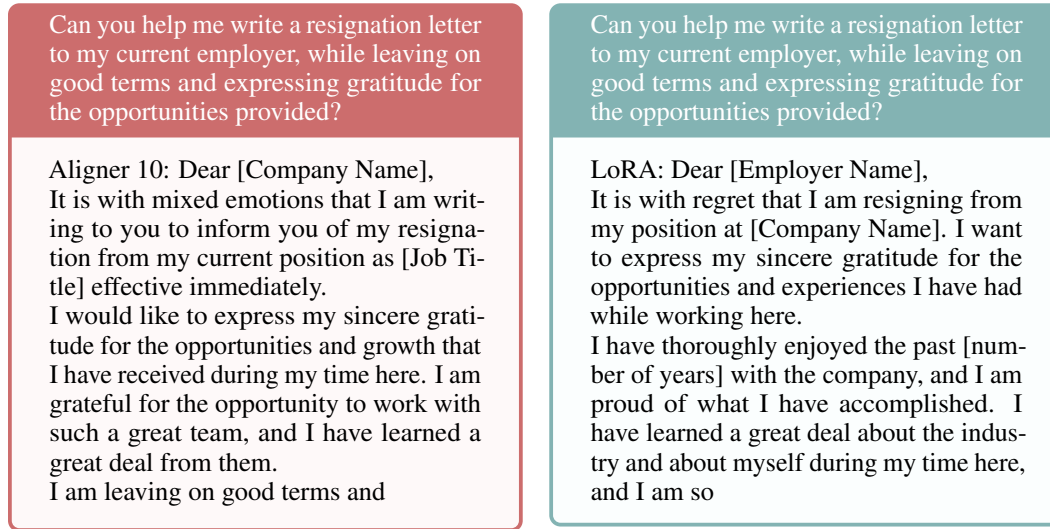 Can you help me write a resignation letter
to my current employer, while leaving on
good terms and expressing gratitude for
the opportunities provided?
Aligner 10: Dear [Company Name],
It is with mixed emotions that I am writ-
ing to you to inform you of my resigna-
tion from my current position as [Job Ti-
tle] effective immediately.
I would like to express my sincere grati-
tude for the opportunities and growth that
I have received during my time here. I am
grateful for the opportunity to work with
such a great team, and I have learned a
great deal from them.
I am leaving on good terms and
Can you help me write a resignation letter
to my current employer, while leaving on
good terms and expressing gratitude for
the opportunities provided?
LoRA: Dear [Employer Name],
It is with regret that I am resigning from
my position at [Company Name]. I want
to express my sincere gratitude for the
opportunities and experiences I have had
while working here.
I have thoroughly enjoyed the past [num-
ber of years] with the company, and I am
proud of what I have accomplished. I
have learned a great deal about the indus-
try and about myself during my time here,
and I am so